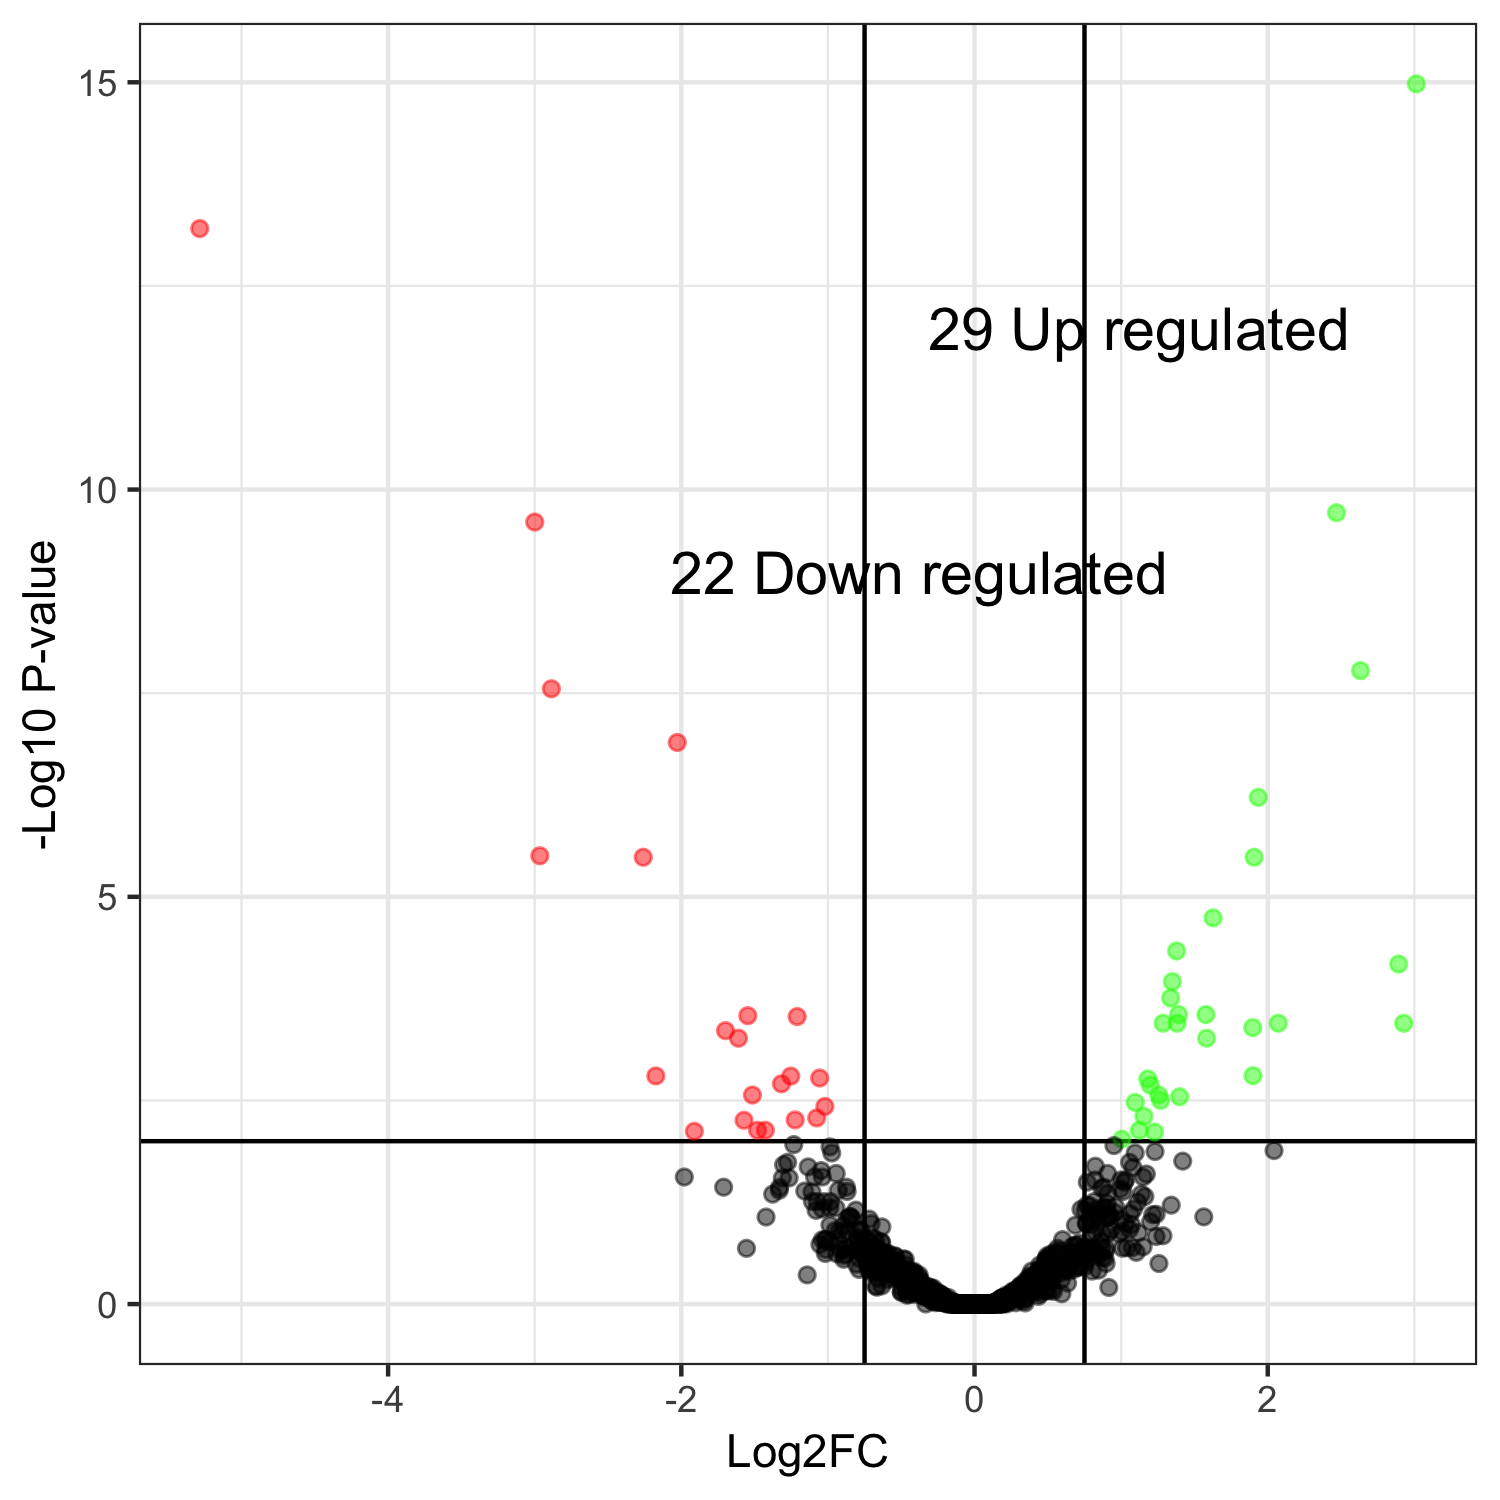 15
29 Up regulated
10
22 Down regulated
-Log10 P-value
5
0
-4 -2 0 2
Log2FC